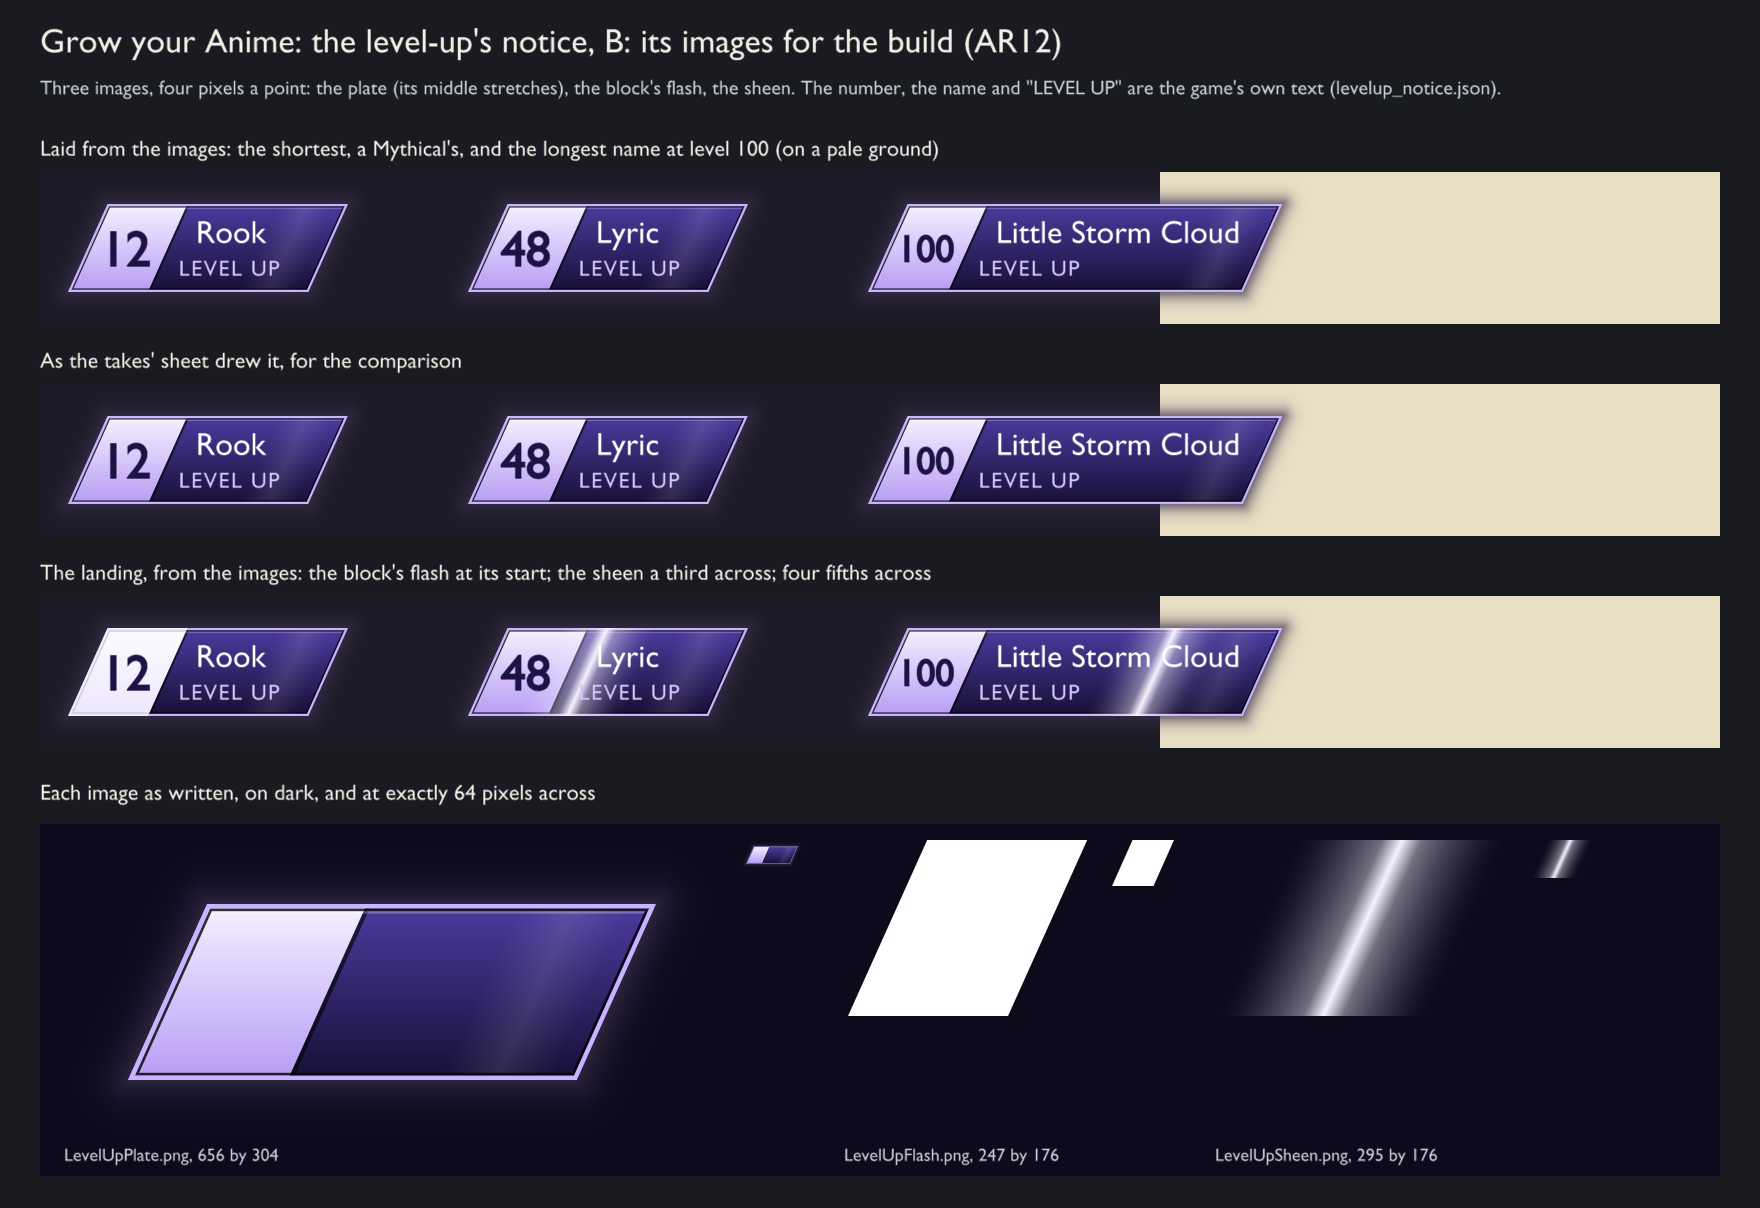 Grow your Anime: the level-up's notice, B: its images for the build (AR12)
Three images, four pixels a point: the plate (its middle stretches), the block's flash, the sheen. The number, the name and "LEVEL UP" are the game's own text (levelup_notice.json).
Laid from the images: the shortest, a Mythical's, and the longest name at level 100 (on a pale ground)
12 Rook LEVEL UP
48 Lyric LEVEL UP
100 Little Storm Cloud LEVEL UP
As the takes' sheet drew it, for the comparison
12 Rook LEVEL UP
48 Lyric LEVEL UP
100 Little Storm Cloud LEVEL UP
The landing, from the images: the block's flash at its start; the sheen a third across; four fifths across
12 Rook LEVEL UP
48 Lyric LEVEL UP
100 Little Storm Cloud LEVEL UP
Each image as written, on dark, and at exactly 64 pixels across
LevelUpPlate.png, 656 by 304
LevelUpFlash.png, 247 by 176
LevelUpSheen.png, 295 by 176